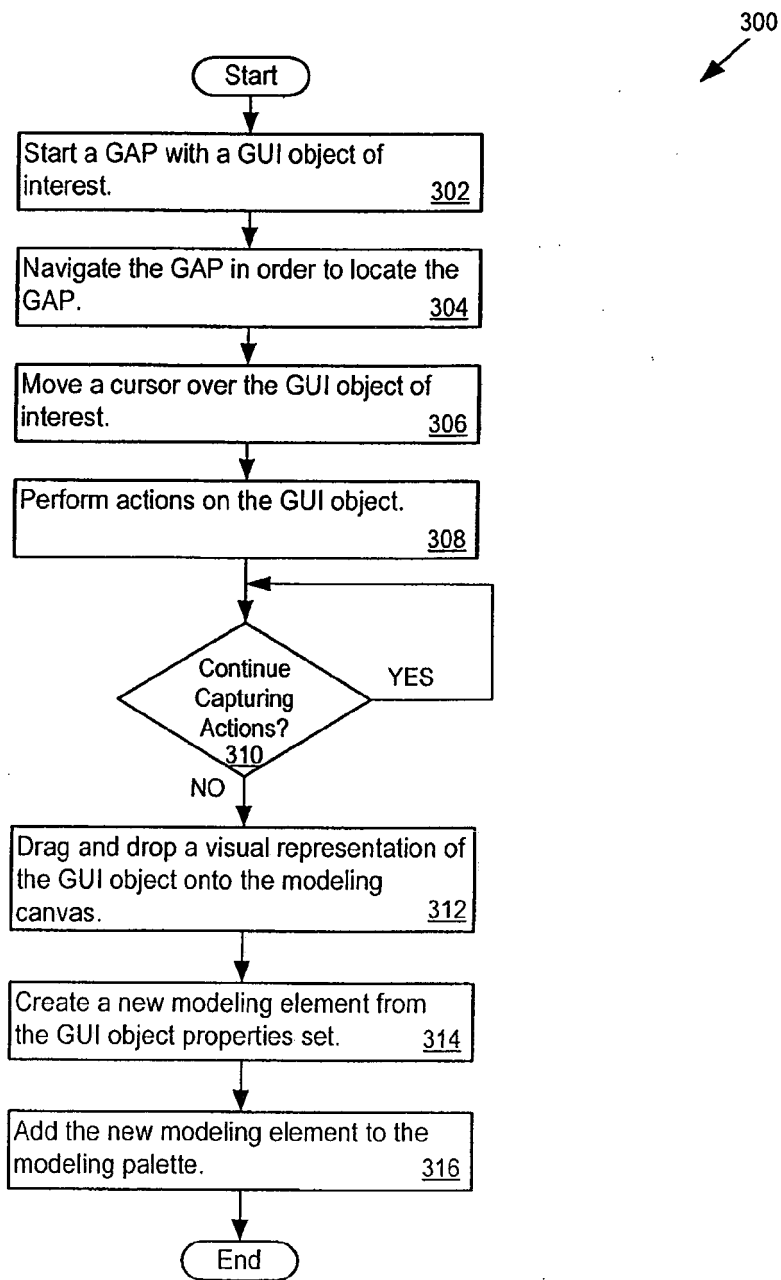 300
Start
Start a GAP with a GUI object of
interest.
302
Navigate the GAP in order to locate the
GAP.
304
Move a cursor over the GUI object of
interest.
306
Perform actions on the GUI object.
308
Continue
Capturing
Actions?
310
YES
NO
Drag and drop a visual representation of
the GUI object onto the modeling
canvas.
312
Create a new modeling element from
the GUI object properties set.
314
Add the new modeling element to the
modeling palette.
316
End